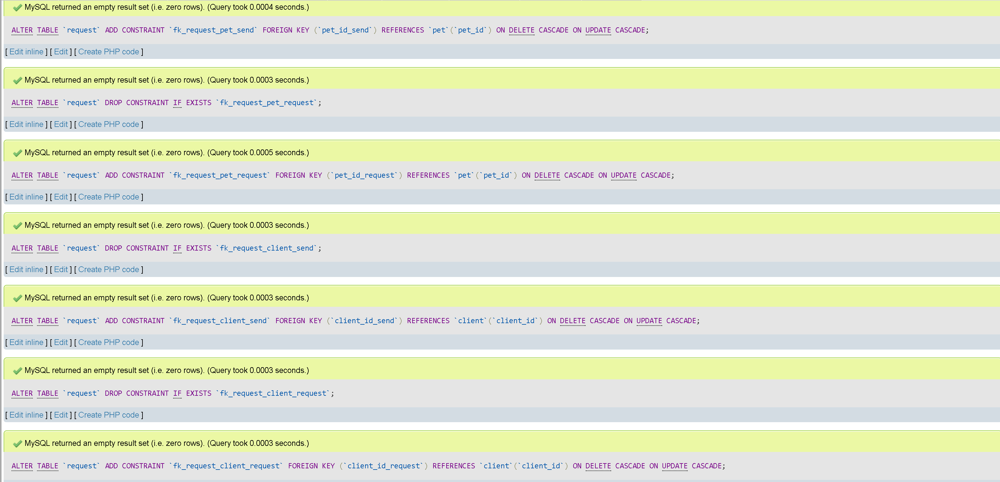 MySQL returned an empty result set (i.e. zero rows). (Query took 0.0004 seconds.)
ALTER TABLE `request` ADD CONSTRAINT `fk_request_pet_send` FOREIGN KEY (`pet_id_send`) REFERENCES `pet`(`pet_id`) ON DELETE CASCADE ON UPDATE CASCADE;
[ Edit inline ] [ Edit ] [ Create PHP code ]
MySQL returned an empty result set (i.e. zero rows). (Query took 0.0003 seconds.)
ALTER TABLE `request` DROP CONSTRAINT IF EXISTS `fk_request_pet_request`;
[ Edit inline ] [ Edit ] [ Create PHP code ]
MySQL returned an empty result set (i.e. zero rows). (Query took 0.0005 seconds.)
ALTER TABLE `request` ADD CONSTRAINT `fk_request_pet_request` FOREIGN KEY (`pet_id_request`) REFERENCES `pet`(`pet_id`) ON DELETE CASCADE ON UPDATE CASCADE;
[ Edit inline ] [ Edit ] [ Create PHP code ]
MySQL returned an empty result set (i.e. zero rows). (Query took 0.0003 seconds.)
ALTER TABLE `request` DROP CONSTRAINT IF EXISTS `fk_request_client_send`;
[ Edit inline ] [ Edit ] [ Create PHP code ]
MySQL returned an empty result set (i.e. zero rows). (Query took 0.0003 seconds.)
ALTER TABLE `request` ADD CONSTRAINT `fk_request_client_send` FOREIGN KEY (`client_id_send`) REFERENCES `client`(`client_id`) ON DELETE CASCADE ON UPDATE CASCADE;
[ Edit inline ] [ Edit ] [ Create PHP code ]
MySQL returned an empty result set (i.e. zero rows). (Query took 0.0003 seconds.)
ALTER TABLE `request` DROP CONSTRAINT IF EXISTS `fk_request_client_request`;
[ Edit inline ] [ Edit ] [ Create PHP code ]
MySQL returned an empty result set (i.e. zero rows). (Query took 0.0003 seconds.)
ALTER TABLE `request` ADD CONSTRAINT `fk_request_client_request` FOREIGN KEY (`client_id_request`) REFERENCES `client`(`client_id`) ON DELETE CASCADE ON UPDATE CASCADE;